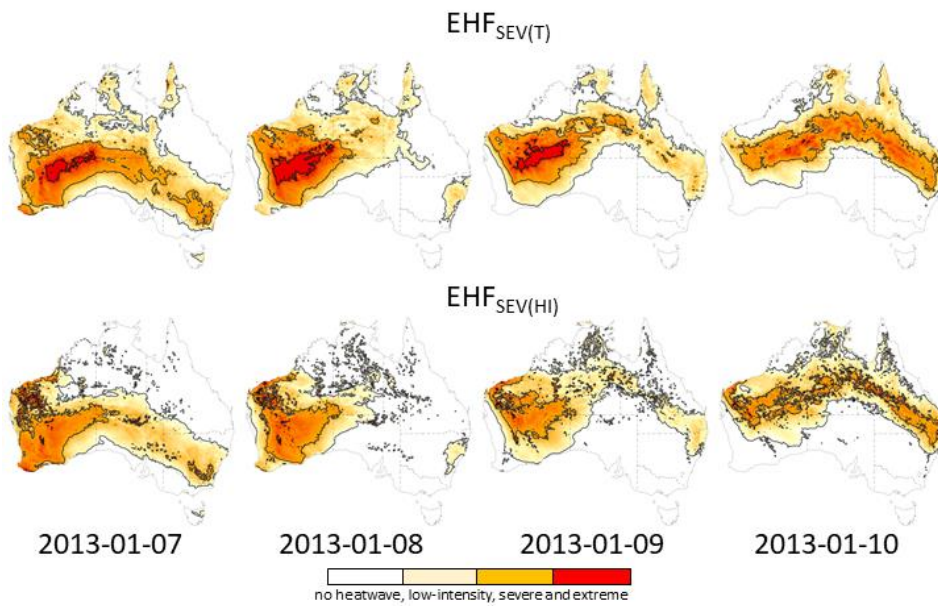 EHFSEV(T)
EHFSEV(HI)
2013-01-07 2013-01-08 2013-01-09 2013-01-10
no heatwave, low-intensity, severe and extreme